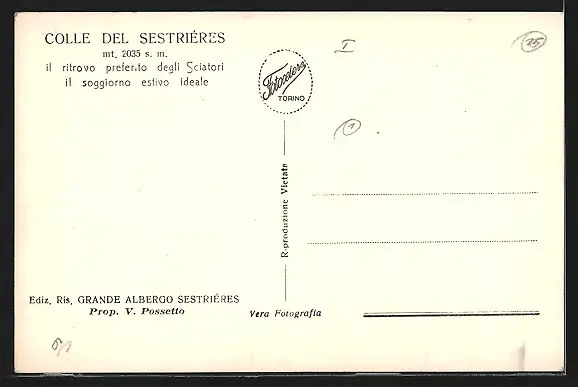 COLLE DEL SESTRIÉRES
mt, 2035 s. m.
il ritrovo preferito degli Sciatori
il soggiorno estivo ideale
Fotocelere
TORINO
I
75
1
Riproduzione Vietata
Ediz, Ris, GRANDE ALBERGO SESTRIÉRES
Prop. V. Possetto
Vera Fotografia